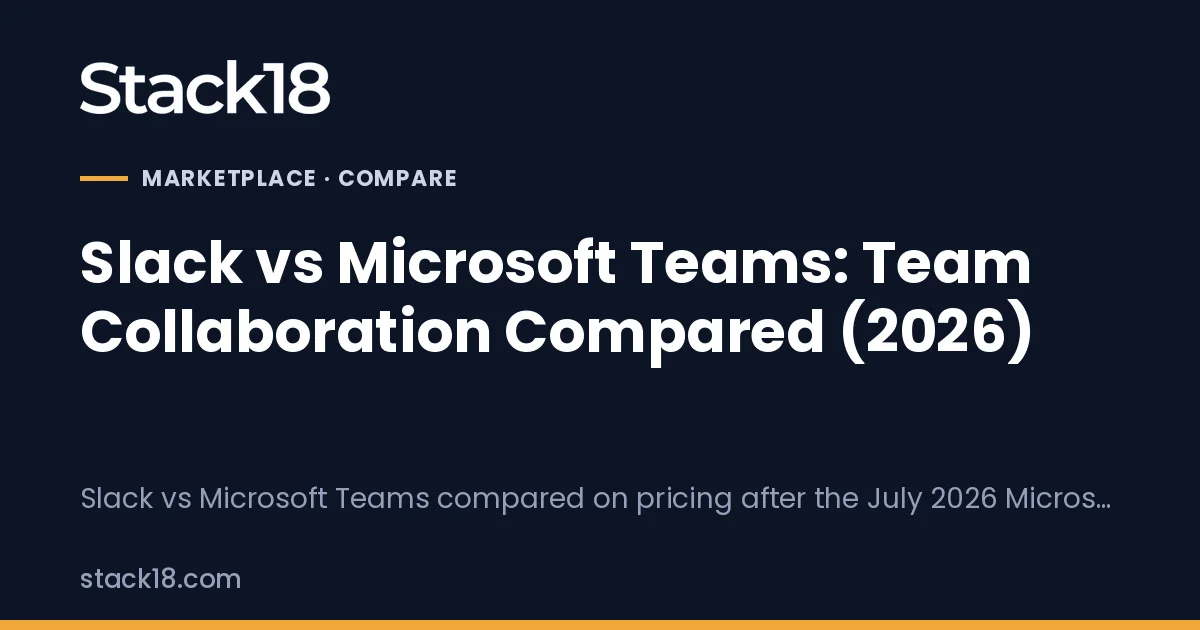 Stack18
MARKETPLACE · COMPARE
Slack vs Microsoft Teams: Team
Collaboration Compared (2026)
Slack vs Microsoft Teams compared on pricing after the July 2026 Micros...
stack18.com